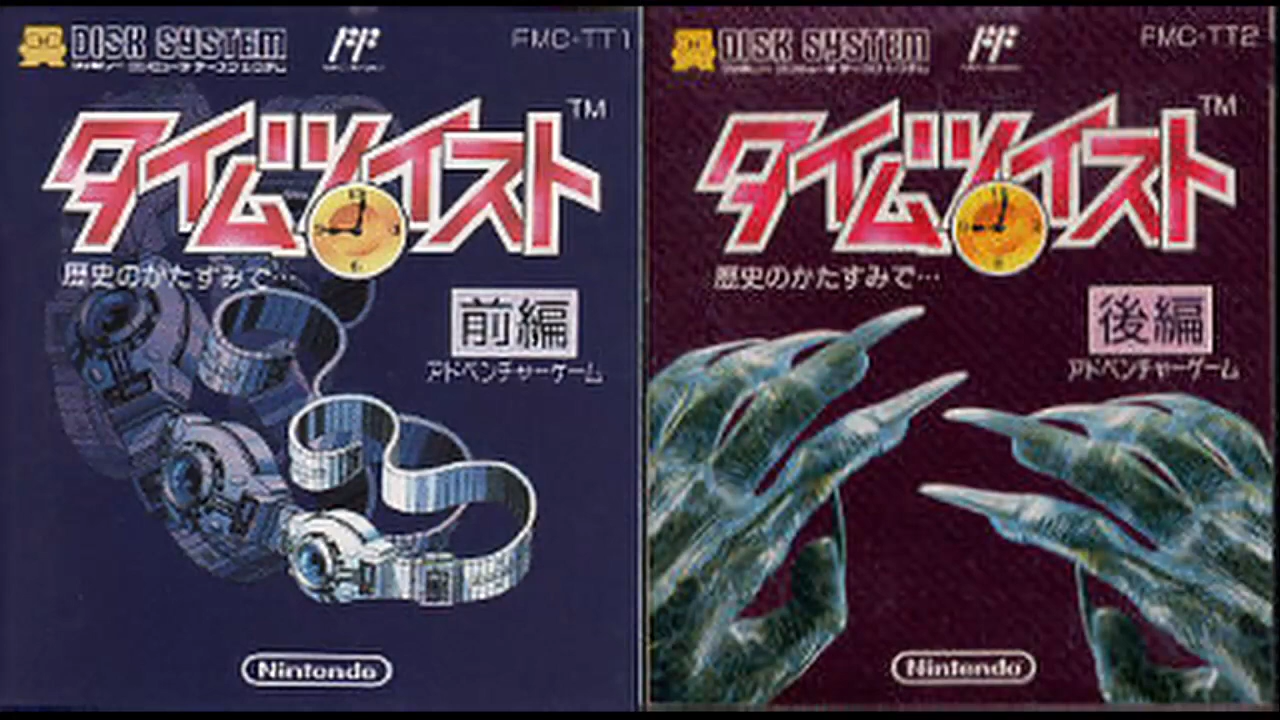 DISK SYSTEM
FMC-TT1
タイムツイスト
TM
歴史のかたすみで…
前編
アドベンチャーゲーム
Nintendo
DISK SYSTEM
FMC-TT2
タイムツイスト
TM
歴史のかたすみで…
後編
アドベンチャーゲーム
Nintendo